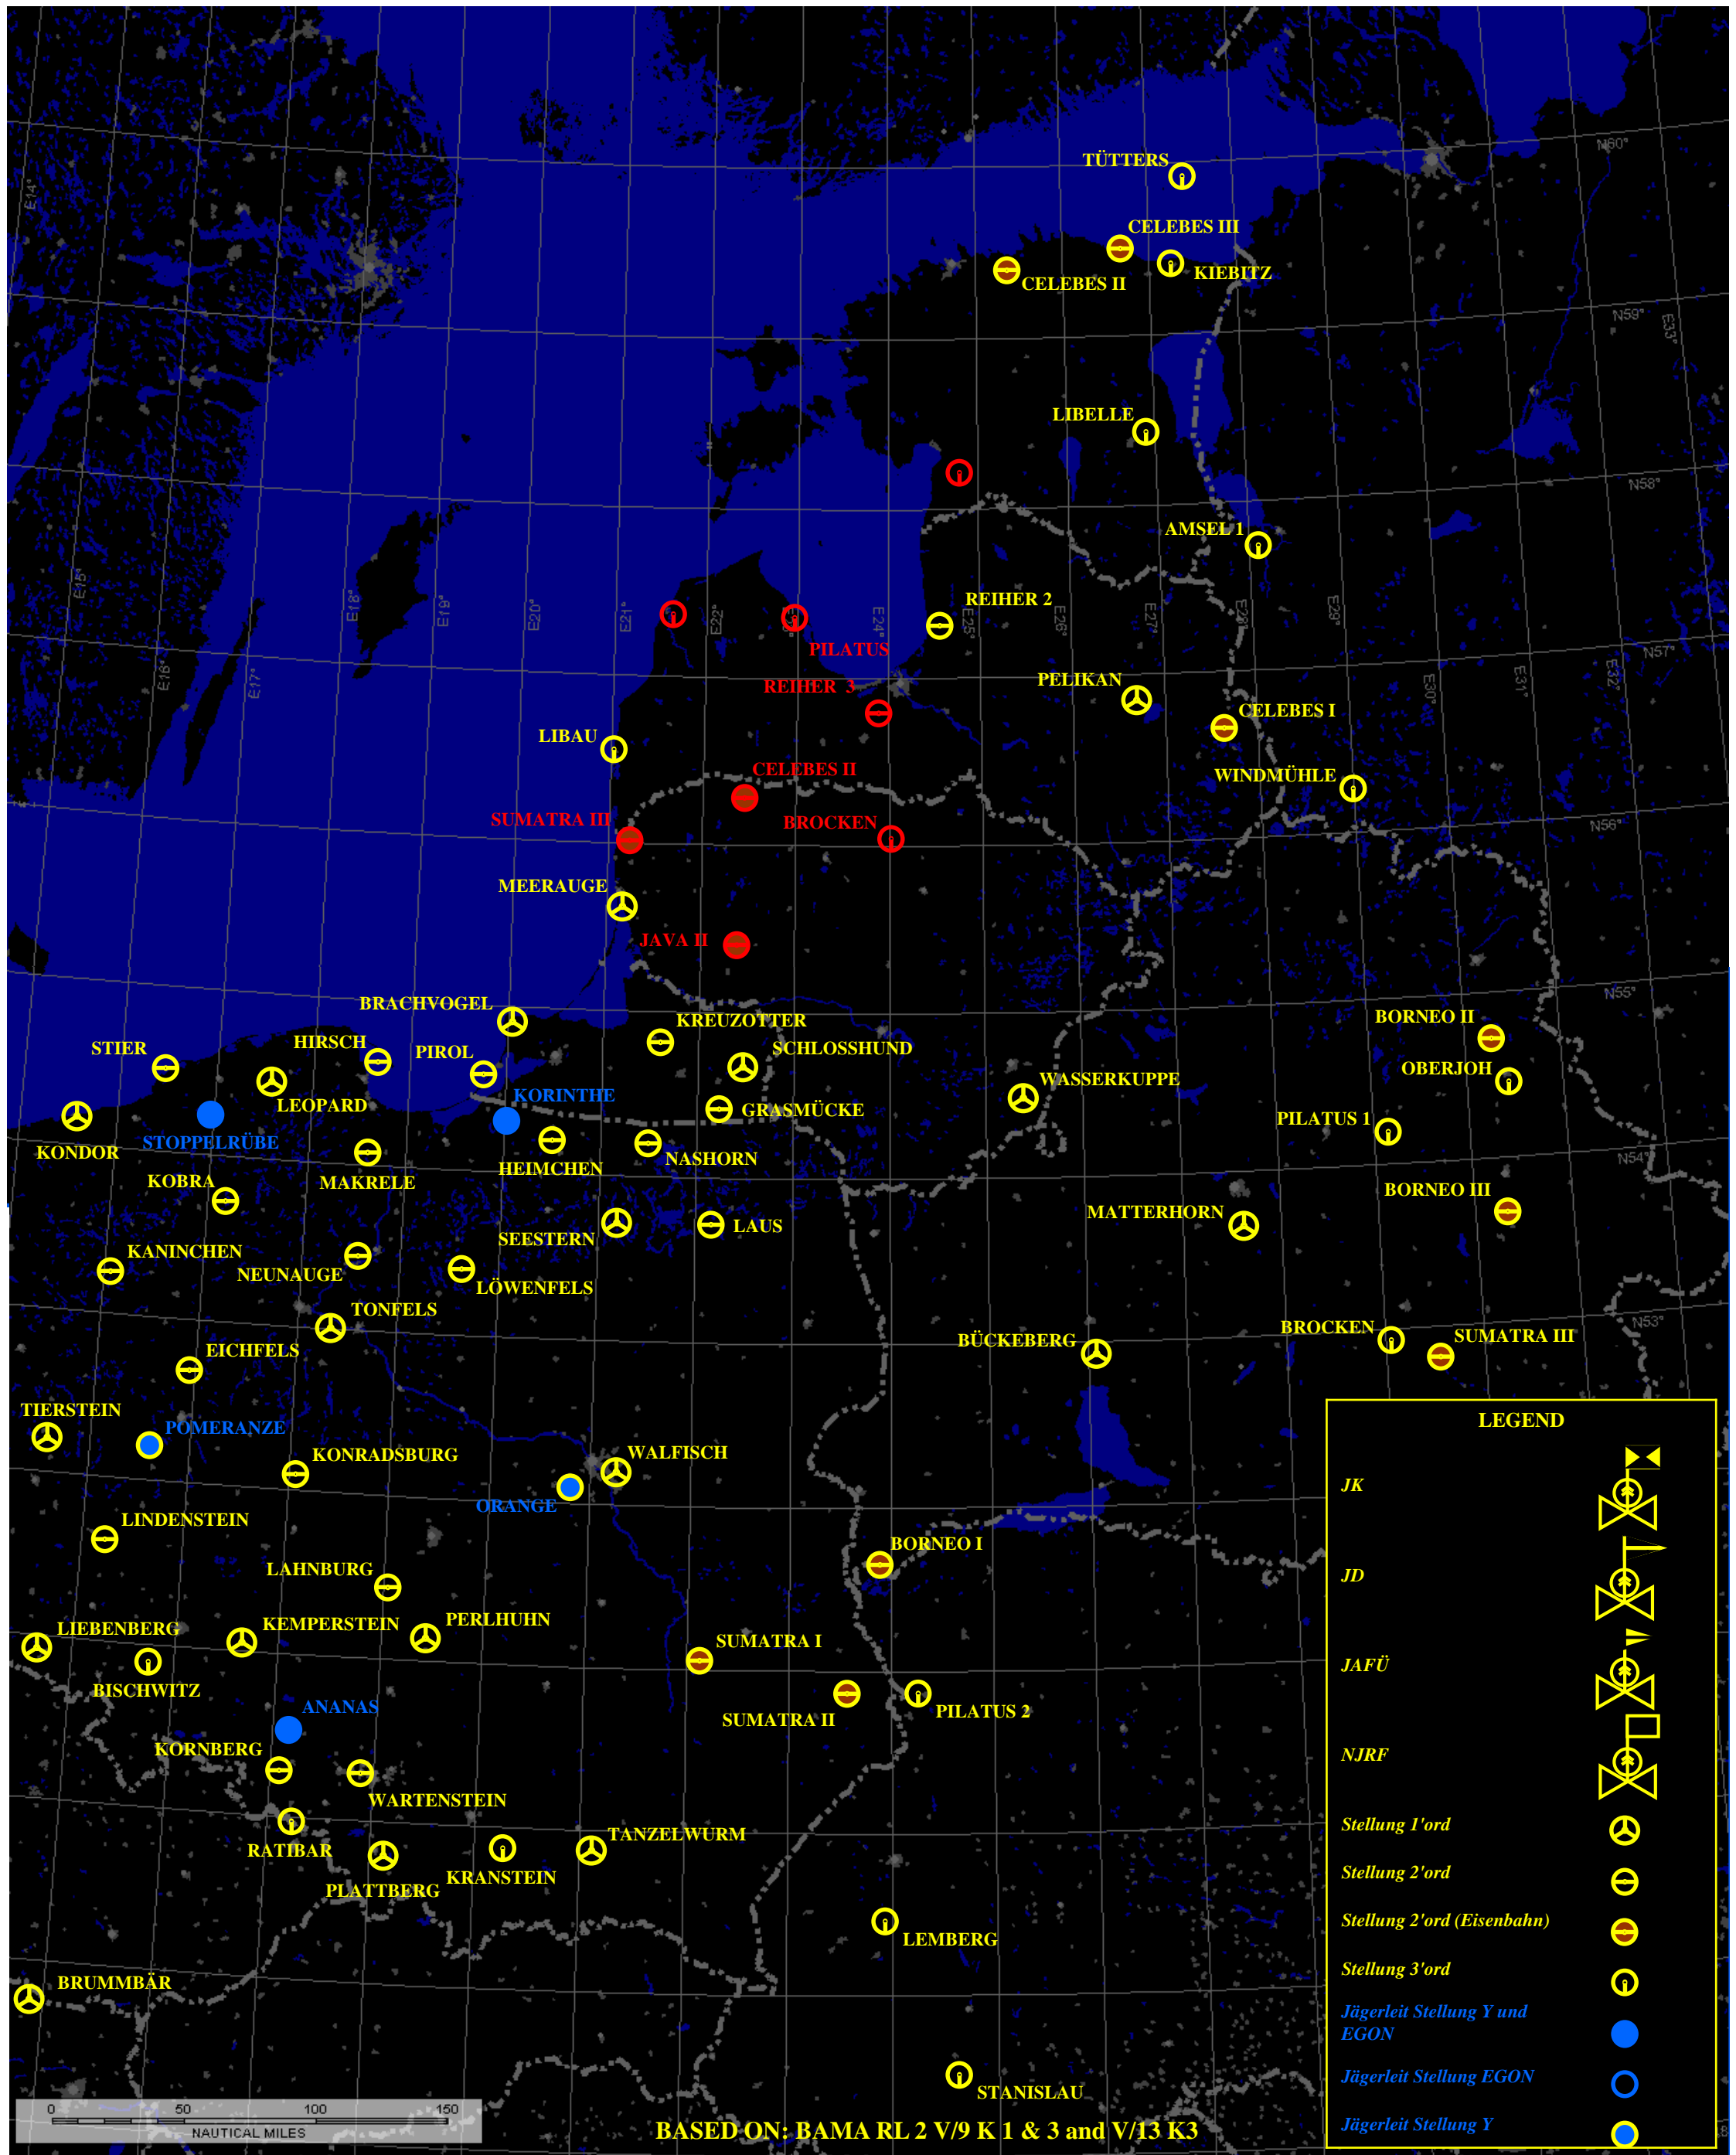 N60°
E14°
TÜTTERS
CELEBES III
CELEBES II
KIEBITZ
N59°
E33°
LIBELLE
N58°
AMSEL 1
E15°
E18°
E19°
E20°
E21°
E22°
E24°
E25°
E26°
E27°
E28°
E29°
REIHER 2
PILATUS
N57°
E16°
E17°
E30°
E31°
E32°
REIHER 3
PELIKAN
CELEBES I
LIBAU
CELEBES II
WINDMÜHLE
SUMATRA III
BROCKEN
N56°
MEERAUGE
JAVA II
N55°
BRACHVOGEL
BORNEO II
KREUZOTTER
HIRSCH
STIER
PIROL
SCHLOSSHUND
OBERJOH
WASSERKUPPE
KORINTHE
LEOPARD
GRASMÜCKE
PILATUS 1
STOPPELRÜBE
KONDOR
NASHORN
N54°
HEIMCHEN
MAKRELE
KOBRA
BORNEO III
MATTERHORN
LAUS
SEESTERN
KANINCHEN
NEUNAUGE
LÖWENFELS
TONFELS
N53°
BROCKEN
SUMATRA III
BÜCKEBERG
EICHFELS
TIERSTEIN
POMERANZE
KONRADSBURG
WALFISCH
ORANGE
LINDENSTEIN
BORNEO I
LAHNBURG
LIEBENBERG
KEMPERSTEIN
PERLHUHN
SUMATRA I
BISCHWITZ
ANANAS
SUMATRA II
PILATUS 2
KORNBERG
WARTENSTEIN
RATIBAR
TANZELWURM
PLATTBERG
KRANSTEIN
LEMBERG
BRUMMBÄR
STANISLAU
LEGEND
JK
JD
JAFÜ
NJRF
Stellung 1'ord
Stellung 2'ord
Stellung 2'ord (Eisenbahn)
Stellung 3'ord
Jägerleit Stellung Y und
EGON
Jägerleit Stellung EGON
Jägerleit Stellung Y
0 50 100 150
NAUTICAL MILES
BASED ON: BAMA RL 2 V/9 K 1 & 3 and V/13 K3